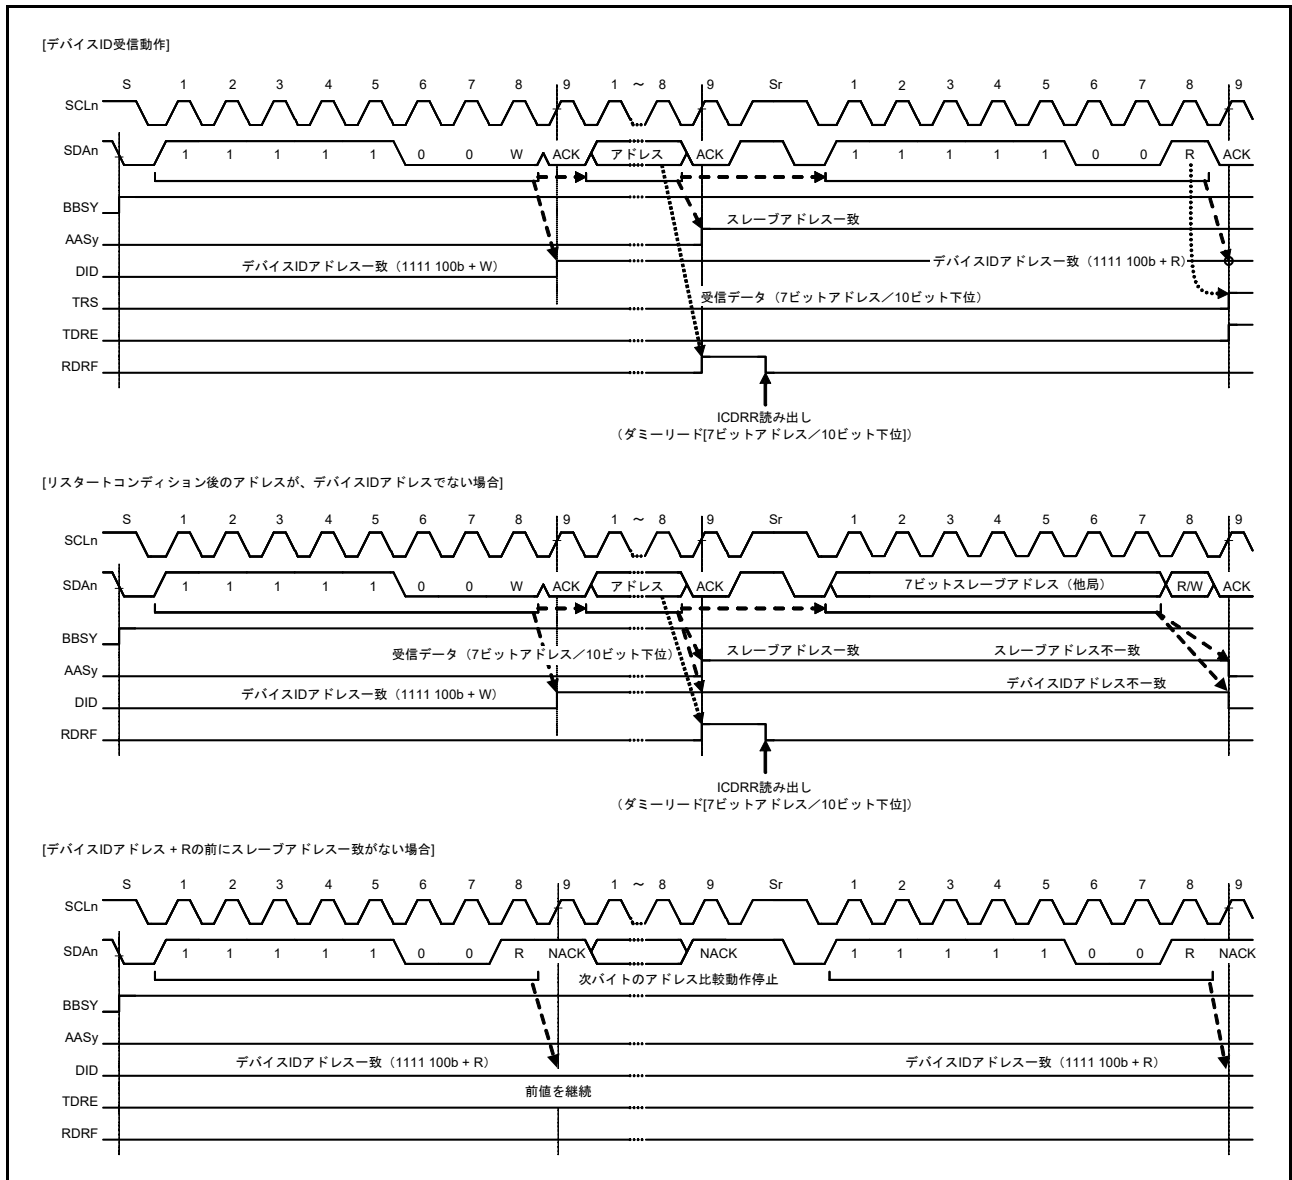 [デバイスID受信動作]
S 1 2 3 4 5 6 7 8 9 1 ～ 8 9 Sr 1 2 3 4 5 6 7 8 9
SCLn
SDAn 1 1 1 1 1 0 0 W ACK アドレス ACK 1 1 1 1 1 0 0 R ACK
BBSY
スレーブアドレス一致
AASy
DID デバイスIDアドレス一致（1111 100b + W） デバイスIDアドレス一致（1111 100b + R）
TRS 受信データ（7ビットアドレス／10ビット下位）
TDRE
RDRF
ICDRR読み出し
（ダミーリード[7ビットアドレス／10ビット下位]）
[リスタートコンディション後のアドレスが、デバイスIDアドレスでない場合]
S 1 2 3 4 5 6 7 8 9 1 ～ 8 9 Sr 1 2 3 4 5 6 7 8 9
SCLn
SDAn 1 1 1 1 1 0 0 W ACK アドレス ACK 7ビットスレーブアドレス（他局） R/W ACK
BBSY
受信データ（7ビットアドレス／10ビット下位） スレーブアドレス一致 スレーブアドレス不一致
AASy
デバイスIDアドレス一致（1111 100b + W） デバイスIDアドレス不一致
DID
RDRF
ICDRR読み出し
（ダミーリード[7ビットアドレス／10ビット下位]）
[デバイスIDアドレス + Rの前にスレーブアドレス一致がない場合]
S 1 2 3 4 5 6 7 8 9 1 ～ 8 9 Sr 1 2 3 4 5 6 7 8 9
SCLn
SDAn 1 1 1 1 1 0 0 R NACK NACK 1 1 1 1 1 0 0 R NACK
次バイトのアドレス比較動作停止
BBSY
AASy
デバイスIDアドレス一致（1111 100b + R） デバイスIDアドレス一致（1111 100b + R）
DID
前値を継続
TDRE
RDRF